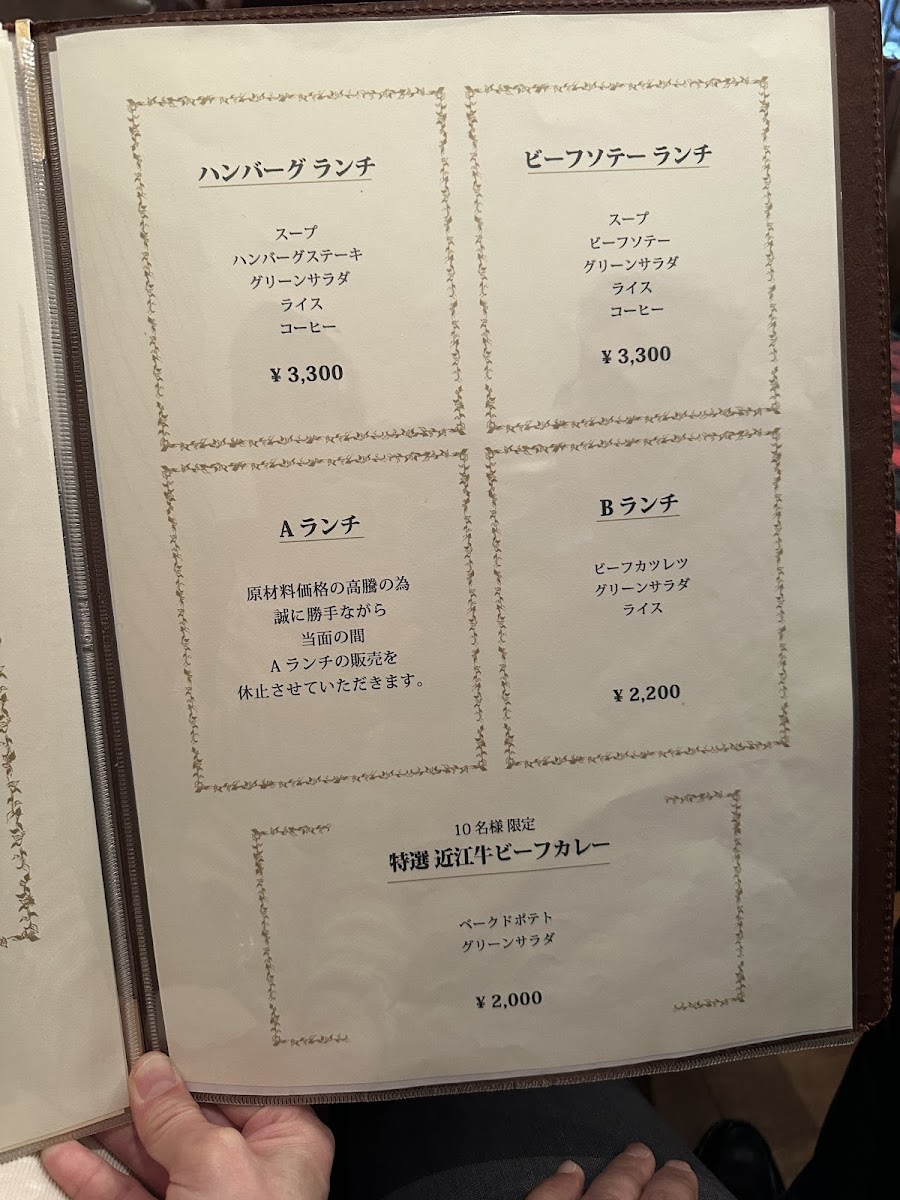 ハンバーグ ランチ
スープ
ハンバーグステーキ
グリーンサラダ
ライス
コーヒー
¥ 3,300
ビーフソテー ランチ
スープ
ビーフソテー
グリーンサラダ
ライス
コーヒー
¥ 3,300
A ランチ
原材料価格の高騰の為
誠に勝手ながら
当面の間
A ランチの販売を
休止させていただきます。
B ランチ
ビーフカツレツ
グリーンサラダ
ライス
¥ 2,200
10 名様 限定
特選 近江牛ビーフカレー
ベークドポテト
グリーンサラダ
¥ 2,000